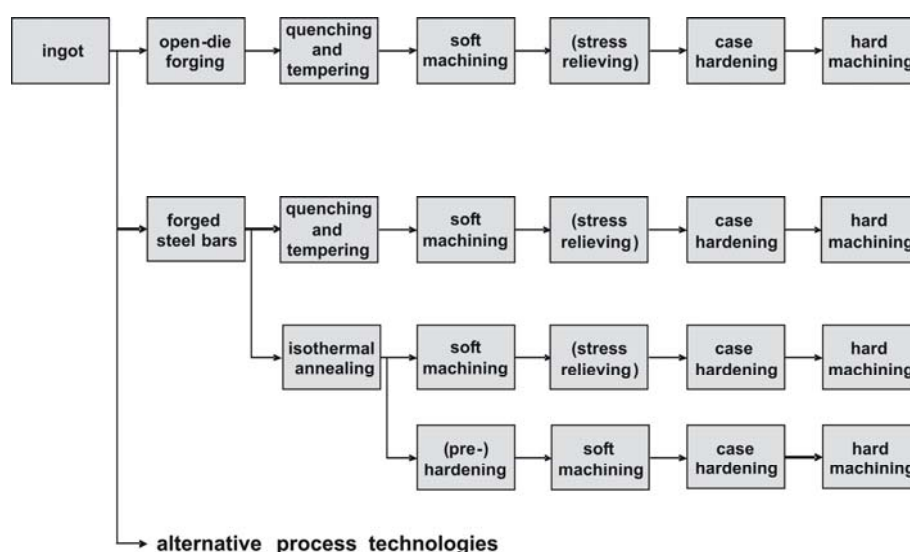 ingot
open-die
forging
quenching
and
tempering
soft
machining
(stress
relieving)
case
hardening
hard
machining
forged
steel bars
quenching
and
tempering
soft
machining
(stress
relieving)
case
hardening
hard
machining
isothermal
annealing
soft
machining
(stress
relieving)
case
hardening
hard
machining
(pre-)
hardening
soft
machining
case
hardening
hard
machining
alternative process technologies